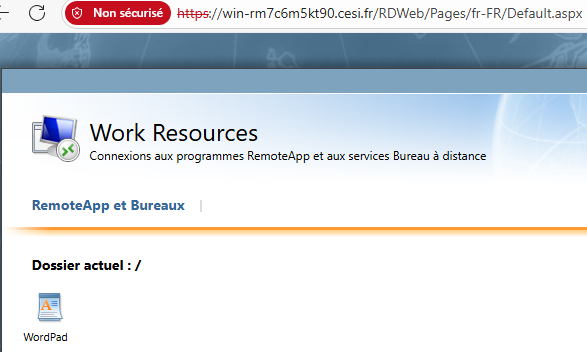 Non sécurisé https://win-rm7c6m5kt90.cesi.fr/RDWeb/Pages/fr-FR/Default.aspx
Work Resources
Connexions aux programmes RemoteApp et aux services Bureau à distance
RemoteApp et Bureaux |
Dossier actuel : /
WordPad